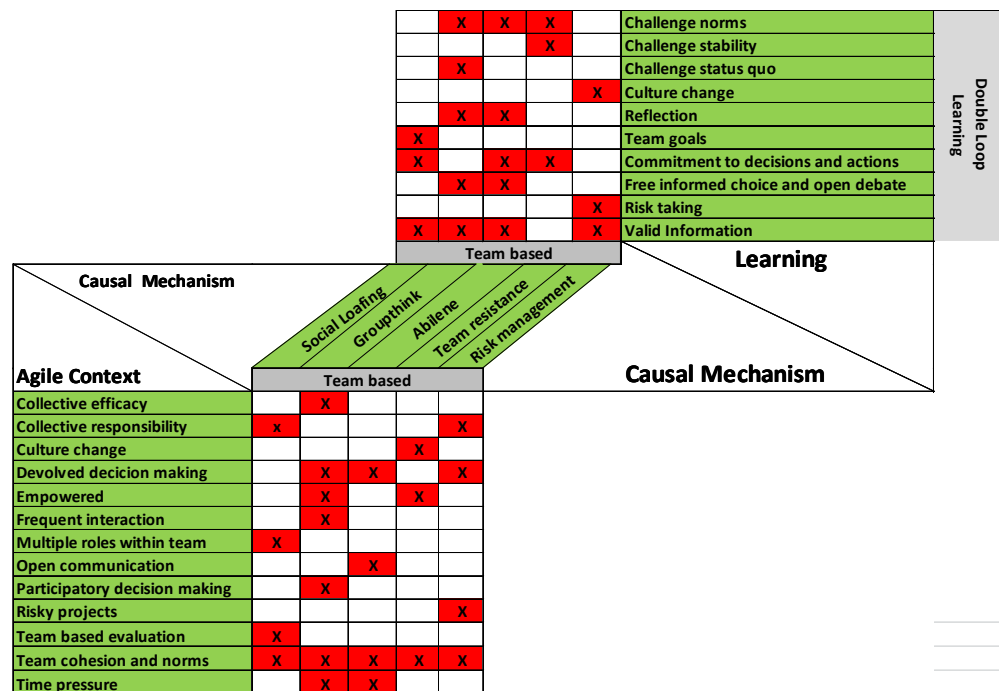 X X X Challenge norms
X Challenge stability
X Challenge status quo
X Culture change
X X Reflection
X Team goals
X X X Commitment to decisions and actions
X X Free informed choice and open debate
X Risk taking
X X X X Valid Information
Double Loop
Learning
Team based
Learning
Causal Mechanism
Social Loafing
Groupthink
Abilene
Team resistance
Risk management
Agile Context
Team based
Causal Mechanism
Collective efficacy X
Collective responsibility x X
Culture change X
Devolved decicion making X X X
Empowered X X
Frequent interaction X
Multiple roles within team X
Open communication X
Participatory decision making X
Risky projects X
Team based evaluation X
Team cohesion and norms X X X X X
Time pressure X X